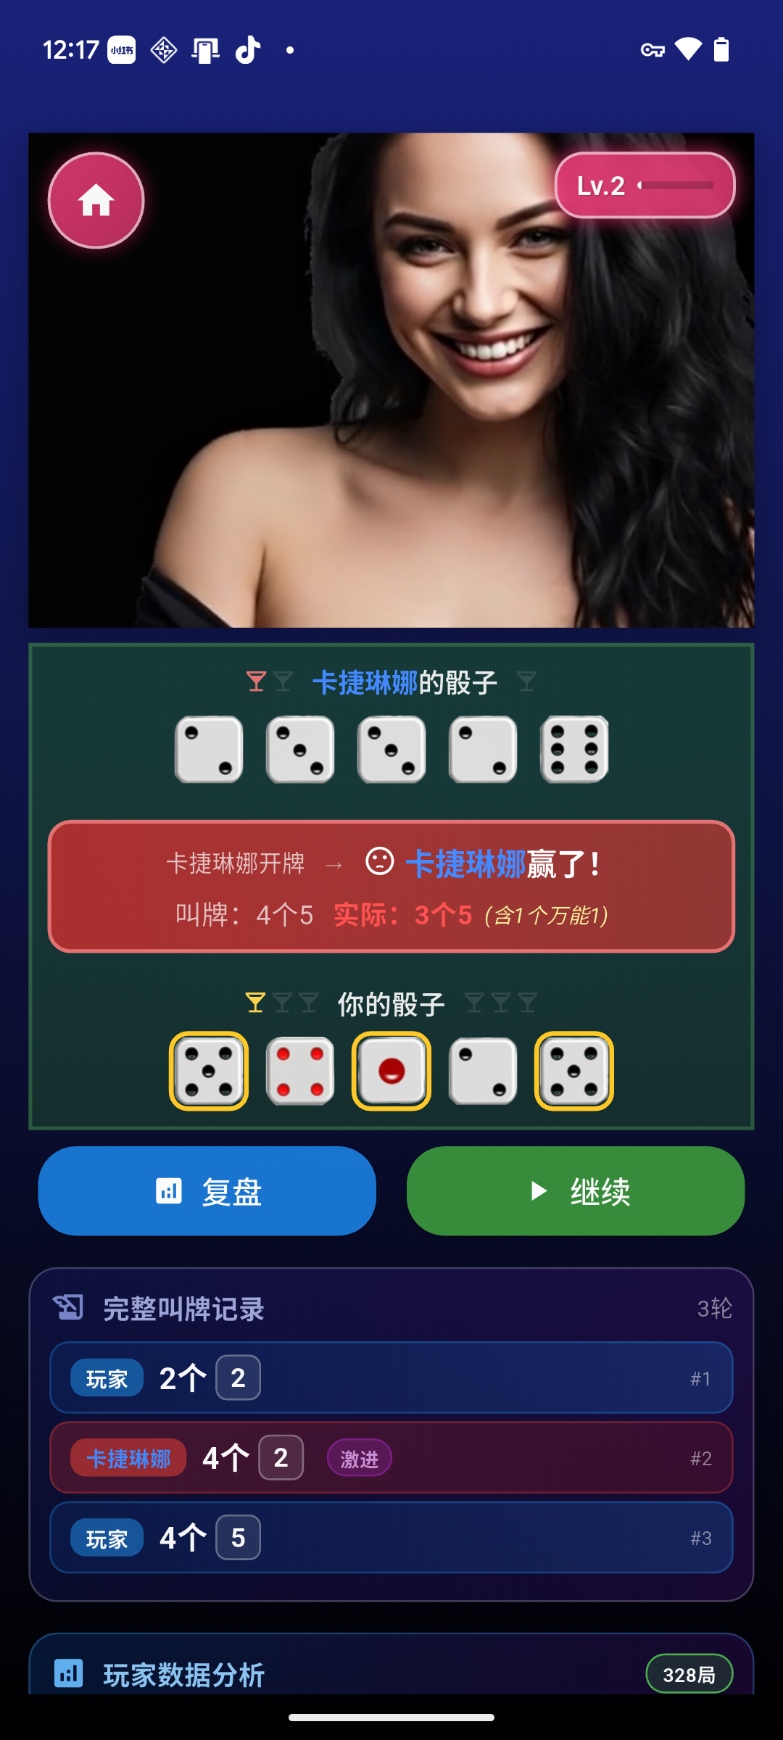 12:17 小红书
Lv.2
卡捷琳娜的骰子
卡捷琳娜开牌 → 卡捷琳娜赢了！
叫牌：4个5 实际：3个5 (含1个万能1)
你的骰子
复盘
继续
完整叫牌记录 3轮
玩家 2个 2 #1
卡捷琳娜 4个 2 激进 #2
玩家 4个 5 #3
玩家数据分析 328局